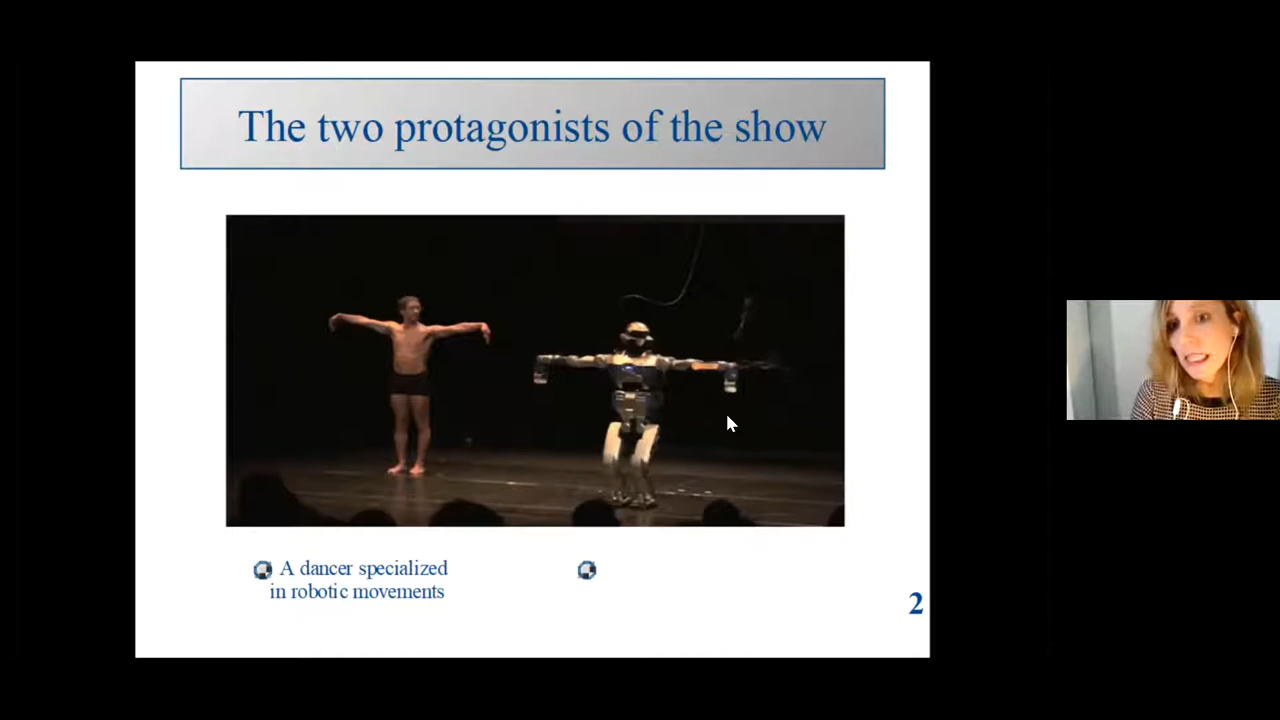 The two protagonists of the show
A dancer specialized
in robotic movements
2